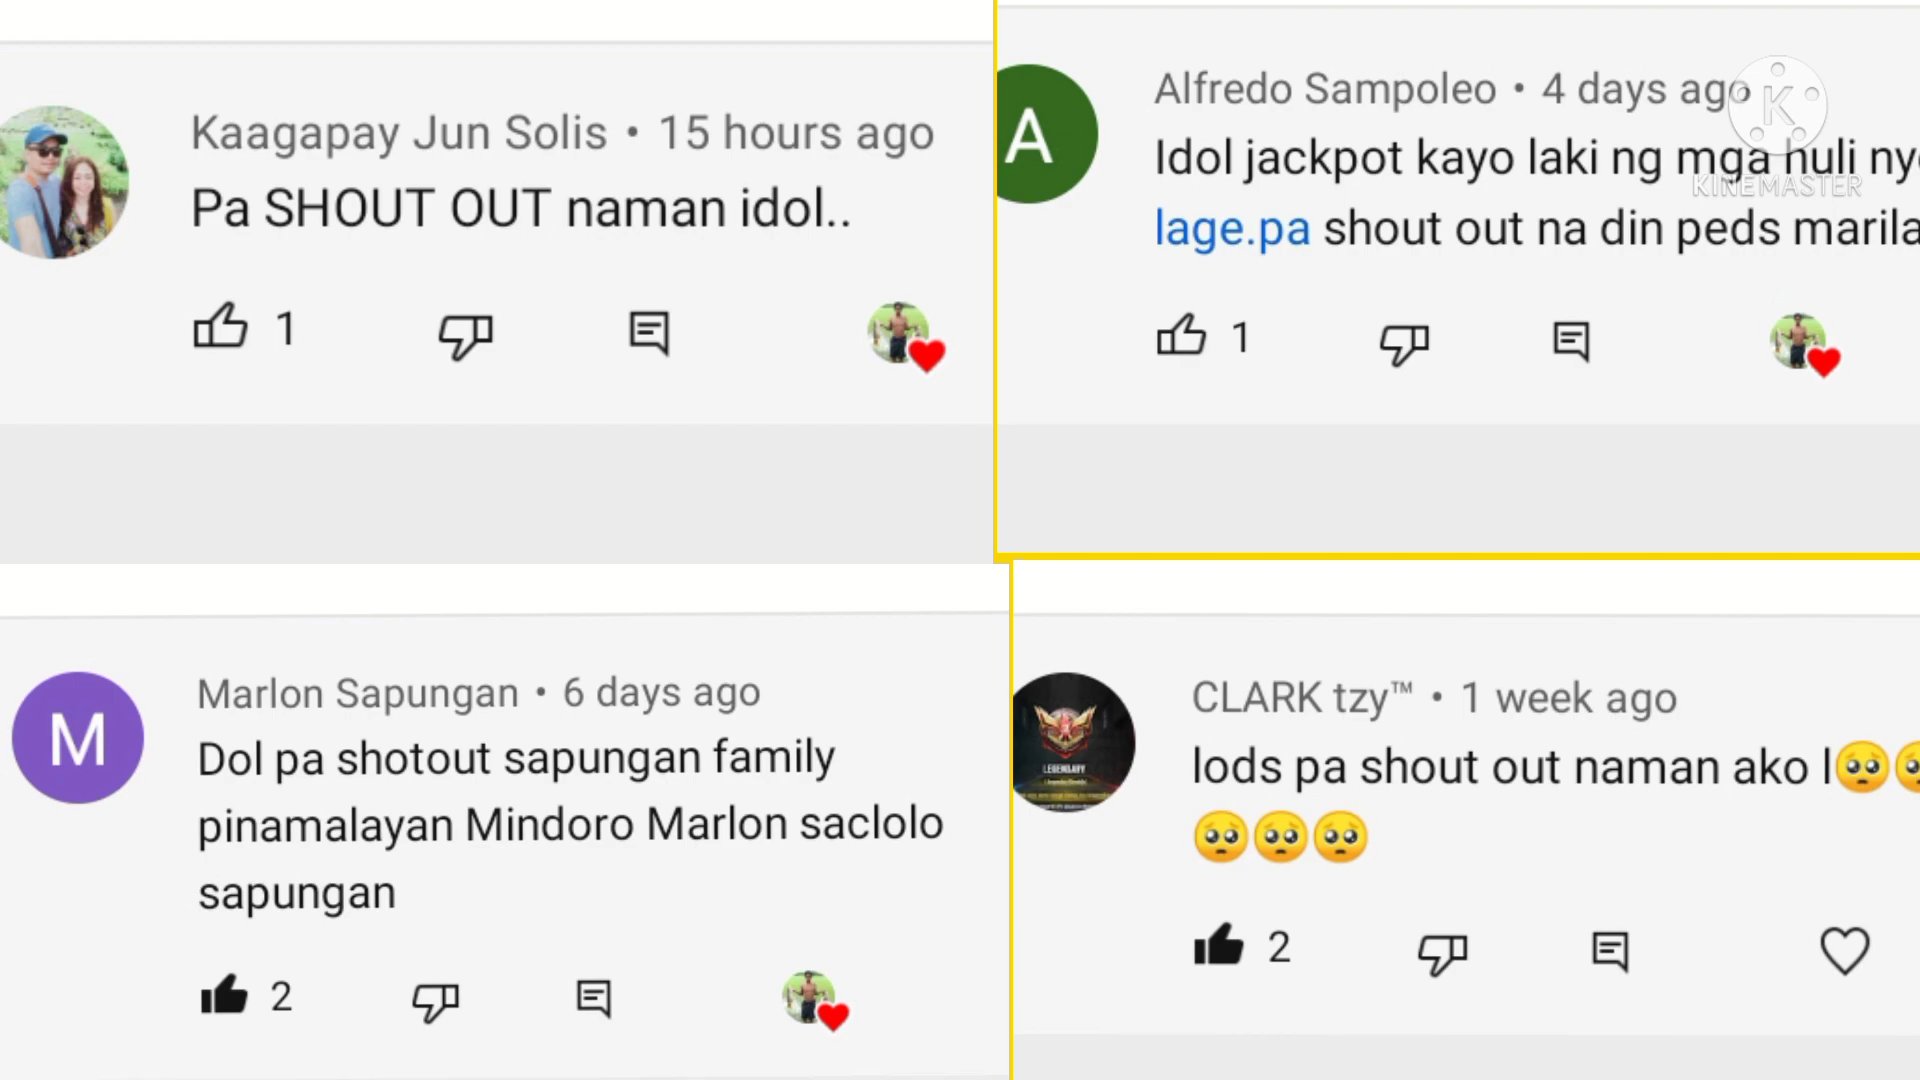 Kaagapay Jun Solis • 15 hours ago
Pa SHOUT OUT naman idol..
1
Alfredo Sampoleo • 4 days ago
Idol jackpot kayo laki ng mga huli
lage.pa shout out na din peds
1
K
KINEMASTER
A
M
Marlon Sapungan • 6 days ago
Dol pa shotout sapungan family
pinamalayan Mindoro Marlon saclolo
sapungan
2
CLARK tzy™ • 1 week ago
lods pa shout out naman ako l🥺🥺
🥺🥺🥺
2
LEGENDARY